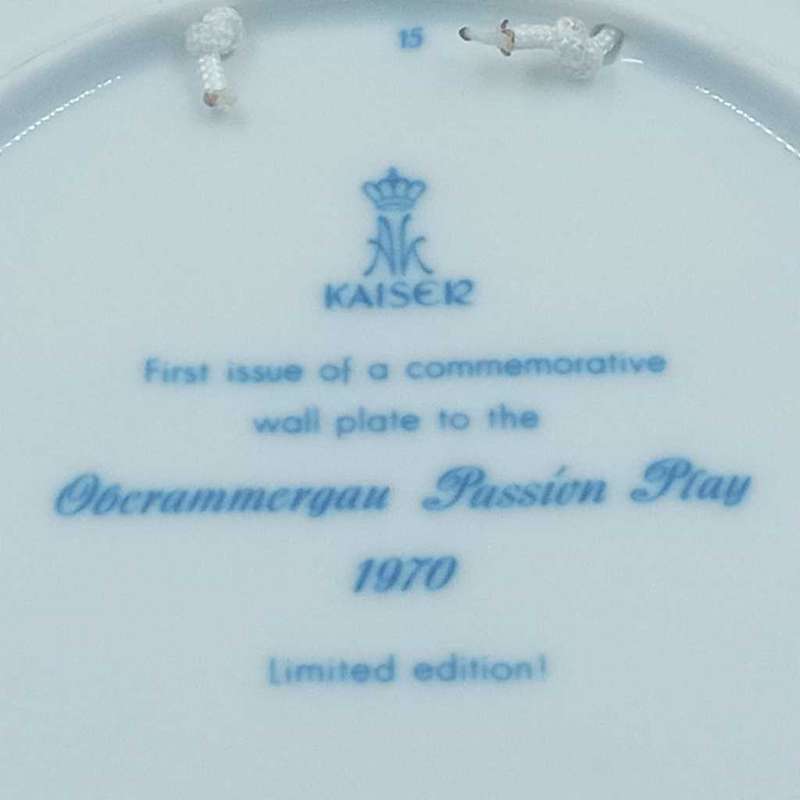 15
AK
KAISER
First issue of a commemorative
wall plate to the
Oberammergau Passion Play
1970
Limited edition!